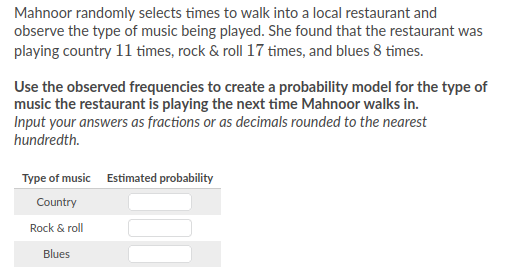 Mahnoor randomly selects times to walk into a local restaurant and
observe the type of music being played. She found that the restaurant was
playing country 11 times, rock & roll 17 times, and blues 8 times.
Use the observed frequencies to create a probability model for the type of
music the restaurant is playing the next time Mahnoor walks in.
Input your answers as fractions or as decimals rounded to the nearest
hundredth.
Type of music Estimated probability
Country
Rock & roll
Blues